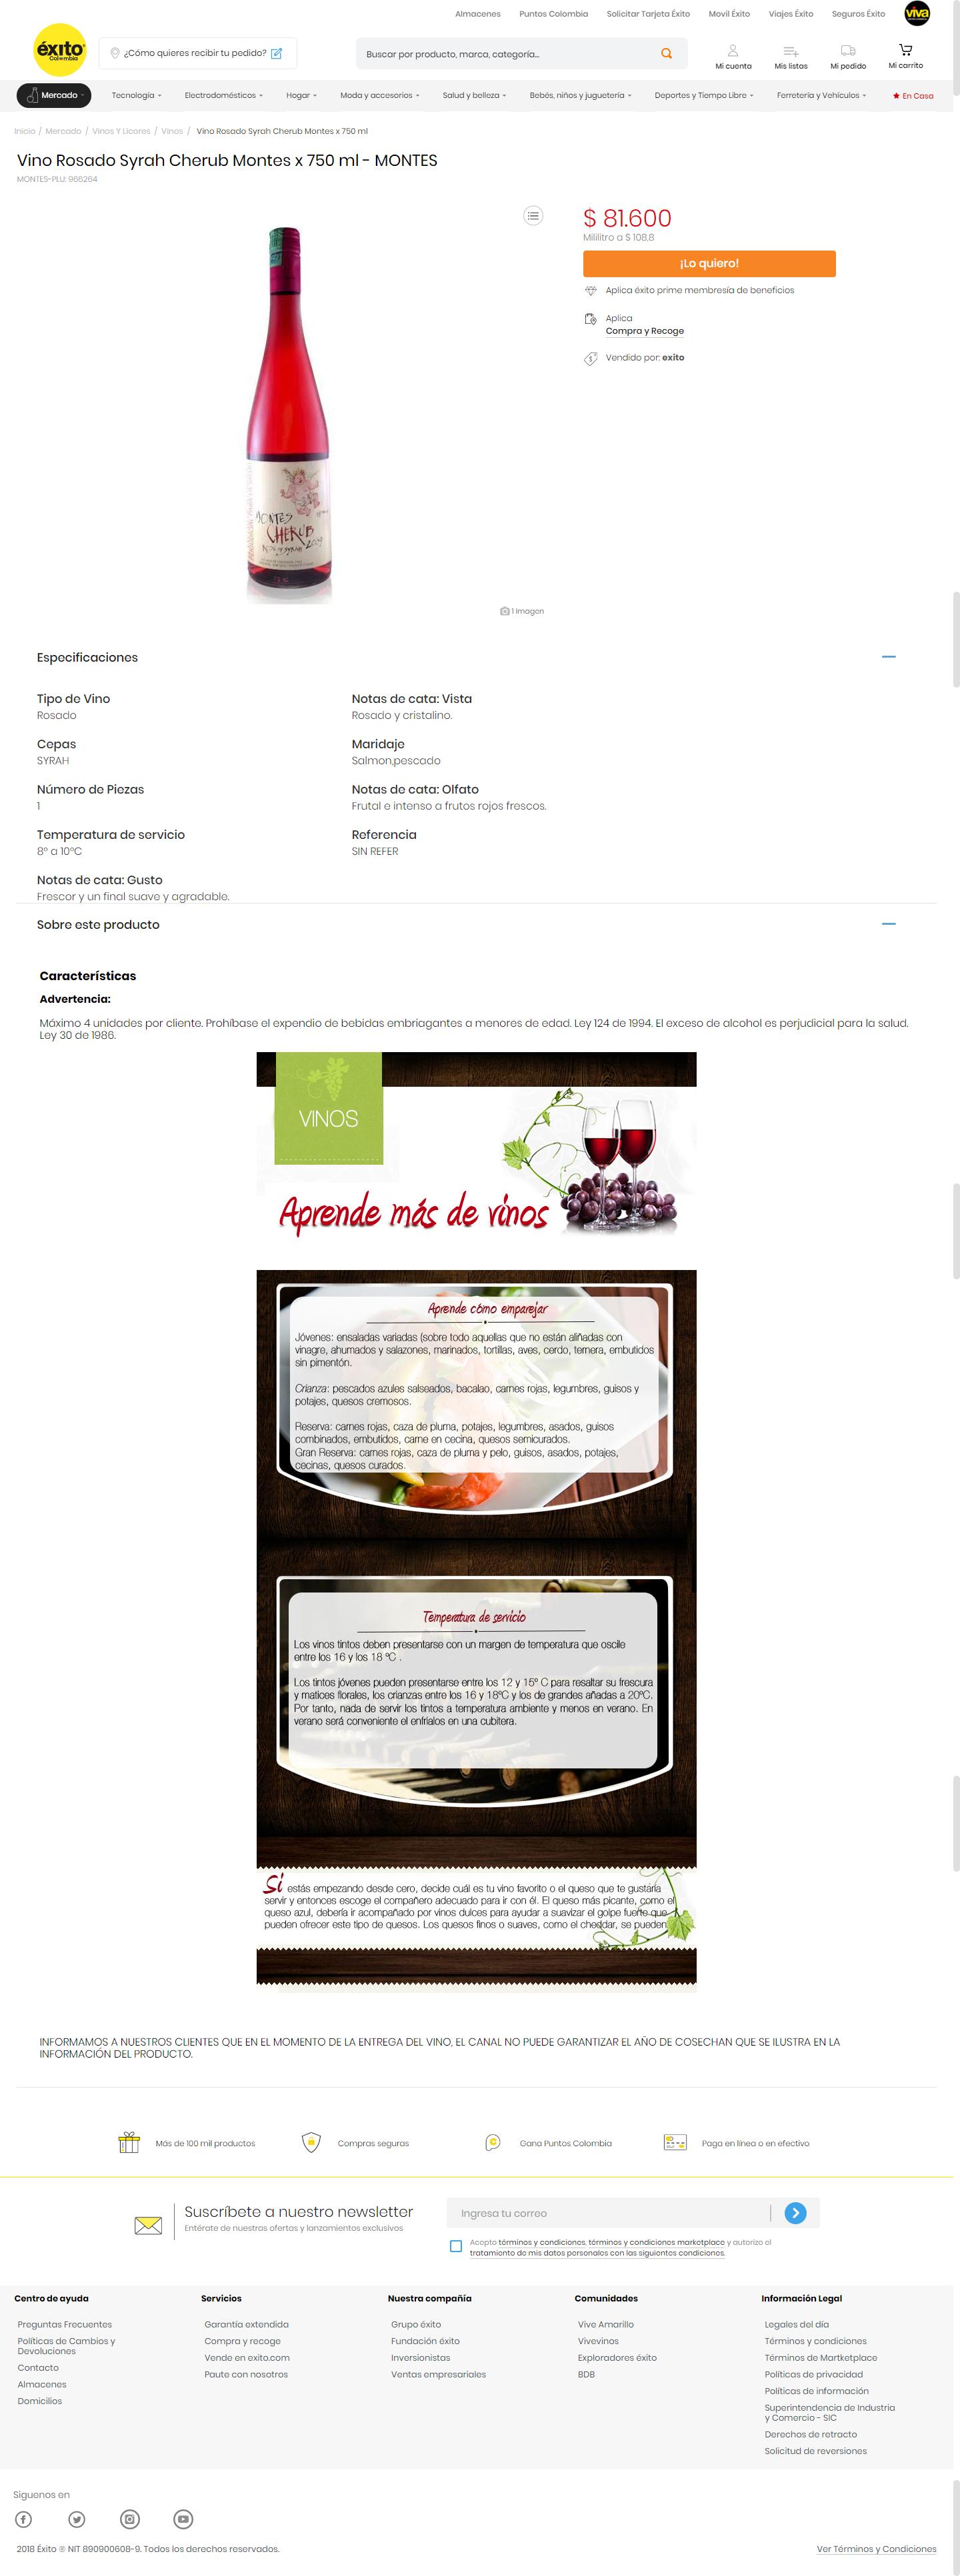 Almacenes Puntos Colombia Solicitar Tarjeta Éxito Movil Éxito Viajes Éxito Seguros Éxito viva
éxito
Colombia
¿Cómo quieres recibir tu pedido?
Buscar por producto, marca, categoría...
Mi cuenta Mis listas Mi pedido Mi carrito
Mercado Tecnología Electrodomésticos Hogar Moda y accesorios Salud y belleza Bebés, niños y juguetería Deportes y Tiempo Libre Ferretería y Vehículos En Casa
Inicio / Mercado / Vinos Y Licores / Vinos / Vino Rosado Syrah Cherub Montes x 750 ml
Vino Rosado Syrah Cherub Montes x 750 ml - MONTES
MONTES-PLU: 966264
$ 81.600
Mililitro a $ 108,8
¡Lo quiero!
Aplica éxito prime membresía de beneficios
Aplica
Compra y Recoge
Vendido por: exito
MONTES
CHERUB
1 Imagen
Especificaciones
Tipo de Vino
Rosado
Notas de cata: Vista
Rosado y cristalino.
Cepas
SYRAH
Maridaje
Salmon,pescado
Número de Piezas
1
Notas de cata: Olfato
Frutal e intenso a frutos rojos frescos.
Temperatura de servicio
8° a 10°C
Referencia
SIN REFER
Notas de cata: Gusto
Frescor y un final suave y agradable.
Sobre este producto
Características
Advertencia:
Máximo 4 unidades por cliente. Prohíbase el expendio de bebidas embriagantes a menores de edad. Ley 124 de 1994. El exceso de alcohol es perjudicial para la salud.
Ley 30 de 1986.
VINOS
Aprende más de vinos
Aprende cómo emparejar
Jóvenes: ensaladas variadas (sobre todo aquellas que no están aliñadas con
vinagre, ahumados y salazones, marinados, tortillas, aves, cerdo, ternera, embutidos
sin pimentón.
Crianza: pescados azules salseados, bacalao, carnes rojas, legumbres, guisos y
potajes, quesos cremosos.
Reserva: carnes rojas, caza de pluma, potajes, legumbres, asados, guisos
combinados, embutidos, carne en cecina, quesos semicurados.
Gran Reserva: carnes rojas, caza de pluma y pelo, guisos, asados, potajes,
cecinas, quesos curados.
Temperatura de servicio
Los vinos tintos deben presentarse con un margen de temperatura que oscile
entre los 16 y los 18 ºC .
Los tintos jóvenes pueden presentarse entre los 12 y 15º C para resaltar su frescura
y matices florales, los crianzas entre los 16 y 18ºC y los de grandes añadas a 20ºC.
Por tanto, nada de servir los tintos a temperatura ambiente y menos en verano. En
verano será conveniente el enfríalos en una cubitera.
Si estás empezando desde cero, decide cuál es tu vino favorito o el queso que te gustaría
servir y entonces escoge el compañero adecuado para ir con él. El queso más picante, como el
queso azul, debería ir acompañado por vinos dulces para ayudar a suavizar el golpe fuerte que
pueden ofrecer este tipo de quesos. Los quesos finos o suaves, como el cheddar, se pueden
INFORMAMOS A NUESTROS CLIENTES QUE EN EL MOMENTO DE LA ENTREGA DEL VINO, EL CANAL NO PUEDE GARANTIZAR EL AÑO DE COSECHAN QUE SE ILUSTRA EN LA
INFORMACIÓN DEL PRODUCTO.
Más de 100 mil productos Compras seguras Gana Puntos Colombia Paga en línea o en efectivo
Suscríbete a nuestro newsletter
Entérate de nuestras ofertas y lanzamientos exclusivos
Ingresa tu correo
Acepto términos y condiciones, términos y condiciones marketplace y autorizo el
tratamiento de mis datos personales con las siguientes condiciones.
Centro de ayuda
Preguntas Frecuentes
Políticas de Cambios y
Devoluciones
Contacto
Almacenes
Domicilios
Servicios
Garantía extendida
Compra y recoge
Vende en exito.com
Paute con nosotros
Nuestra compañía
Grupo éxito
Fundación éxito
Inversionistas
Ventas empresariales
Comunidades
Vive Amarillo
Vivevinos
Exploradores éxito
BDB
Información Legal
Legales del día
Términos y condiciones
Términos de Martketplace
Políticas de privacidad
Políticas de información
Superintendencia de Industria
y Comercio - SIC
Derechos de retracto
Solicitud de reversiones
Siguenos en
2018 Éxito ® NIT 890900608-9. Todos los derechos reservados.
Ver Términos y Condiciones